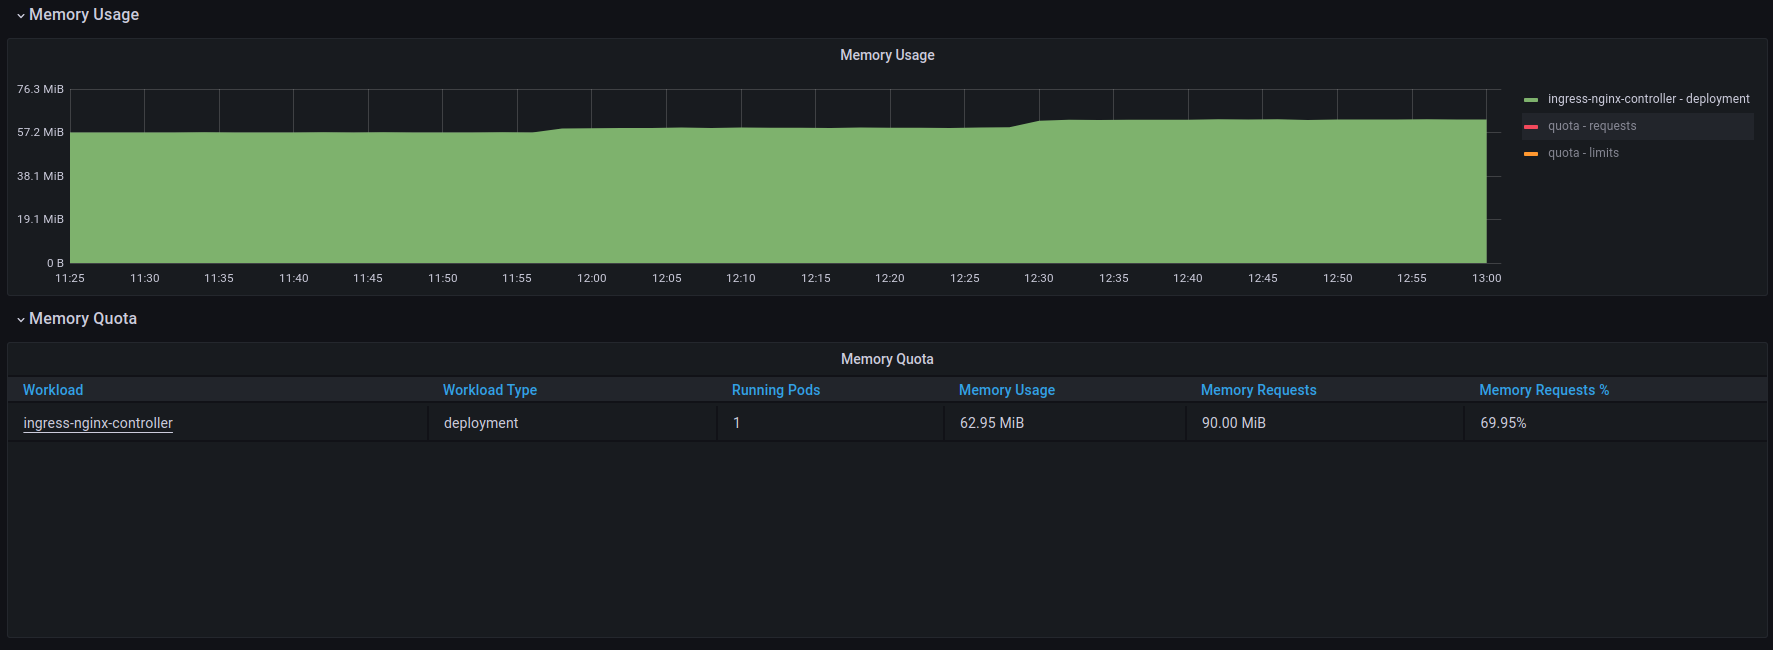 Memory Usage
Memory Usage
76.3 MiB
57.2 MiB
38.1 MiB
19.1 MiB
0 B
11:25 11:30 11:35 11:40 11:45 11:50 11:55 12:00 12:05 12:10 12:15 12:20 12:25 12:30 12:35 12:40 12:45 12:50 12:55 13:00
ingress-nginx-controller - deployment
quota - requests
quota - limits
Memory Quota
Memory Quota
Workload Workload Type Running Pods Memory Usage Memory Requests Memory Requests %
ingress-nginx-controller deployment 1 62.95 MiB 90.00 MiB 69.95%